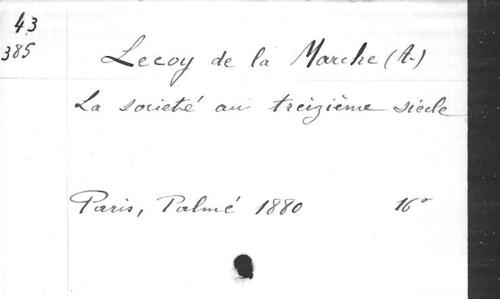 43
385
Lecoy de la Marche (A.)
La société au treizième siècle
Paris, Palmé 1880 16°